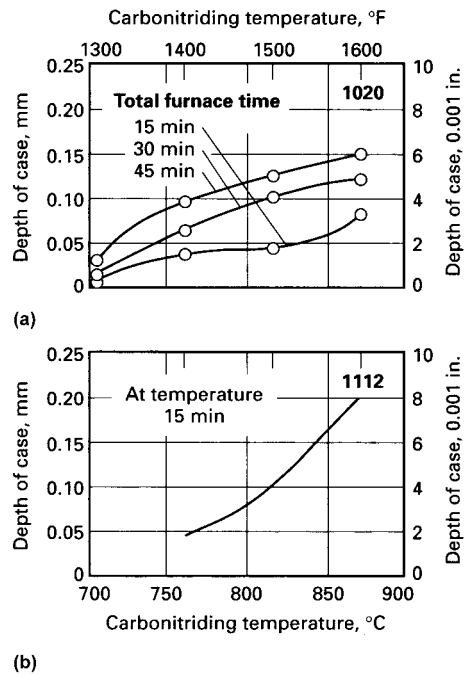 Carbonitriding temperature, °F
1300 1400 1500 1600
0.25 10
Total furnace time 1020
0.20 8
15 min
0.15 30 min 6
45 min
0.10 4
0.05 2
0 0
Depth of case, mm
Depth of case, 0.001 in.
(a)
0.25 10
1112
0.20 At temperature 8
15 min
0.15 6
0.10 4
0.05 2
0 0
Depth of case, mm
Depth of case, 0.001 in.
700 750 800 850 900
Carbonitriding temperature, °C
(b)